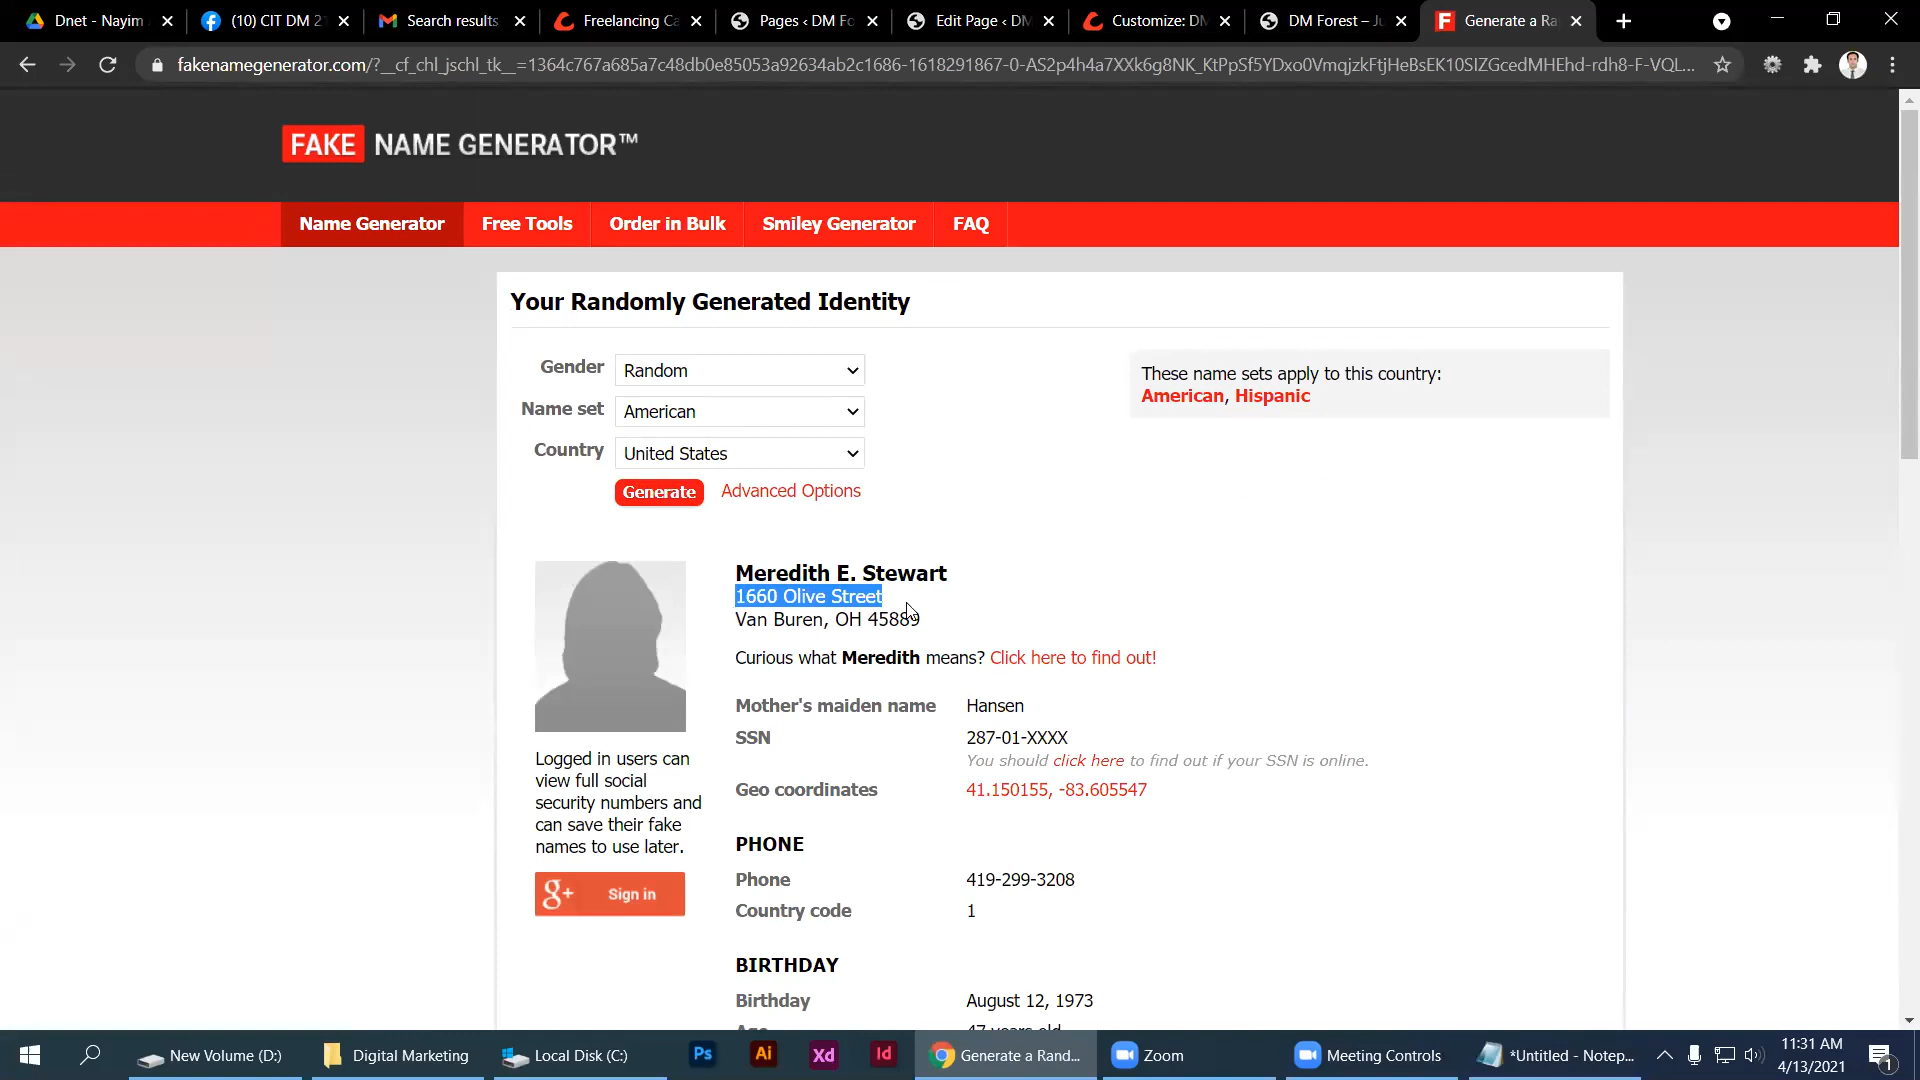 Dnet - Nayim
(10) CIT DM 2
Search results
Freelancing Ca
Pages ‹ DM Fo
Edit Page ‹ DM
Customize: DM
DM Forest – Ju
Generate a Ra
fakenamegenerator.com/?__cf_chl_jschl_tk__=1364c767a685a7c48db0e85053a92634ab2c1686-1618291867-0-AS2p4h4a7XXk6g8NK_KtPpSf5YDxo0VmqjzkFtjHeBsEK10SIZGcedMHEhd-rdh8-F-VQL...
FAKE NAME GENERATOR™
Name Generator
Free Tools
Order in Bulk
Smiley Generator
FAQ
Your Randomly Generated Identity
Gender Random
Name set American
Country United States
Generate Advanced Options
These name sets apply to this country:
American, Hispanic
Meredith E. Stewart
1660 Olive Street
Van Buren, OH 45889
Curious what Meredith means? Click here to find out!
Mother's maiden name Hansen
SSN 287-01-XXXX
You should click here to find out if your SSN is online.
Geo coordinates 41.150155, -83.605547
Logged in users can
view full social
security numbers and
can save their fake
names to use later.
g+ Sign in
PHONE
Phone 419-299-3208
Country code 1
BIRTHDAY
Birthday August 12, 1973
Age 47 years old
New Volume (D:)
Digital Marketing
Local Disk (C:)
Ps
Ai
Xd
Id
Generate a Rand...
Zoom
Meeting Controls
*Untitled - Notep...
11:31 AM
4/13/2021
1